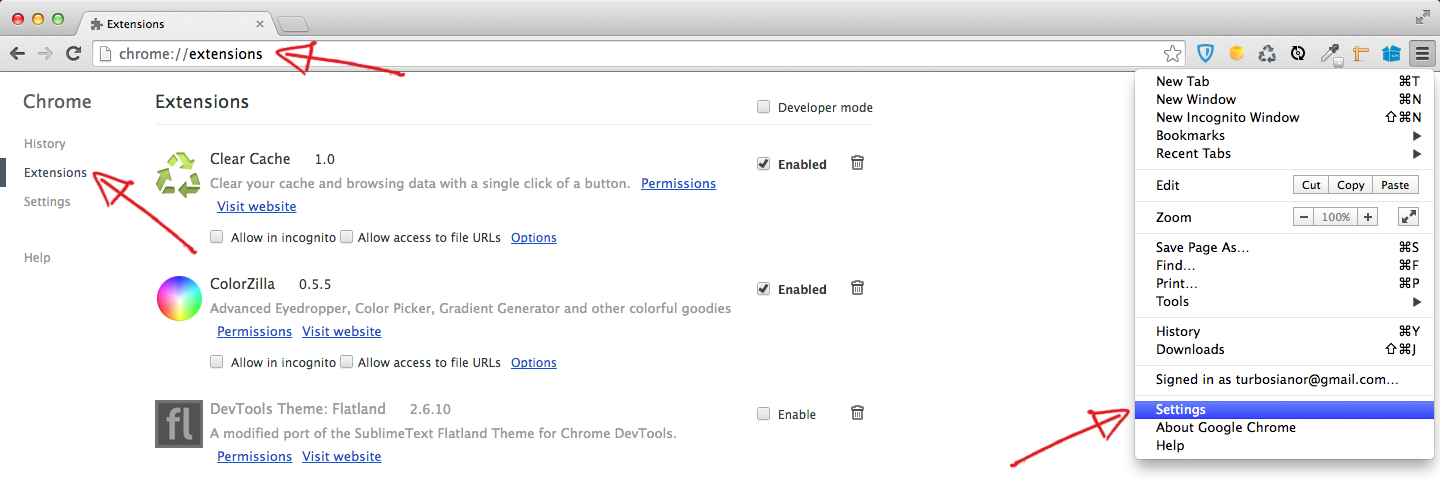 Extensions
chrome://extensions
Chrome
History
Extensions
Settings
Help
Extensions
Developer mode
Clear Cache 1.0
Enabled
Clear your cache and browsing data with a single click of a button. Permissions
Visit website
Allow in incognito Allow access to file URLs Options
ColorZilla 0.5.5
Enabled
Advanced Eyedropper, Color Picker, Gradient Generator and other colorful goodies
Permissions Visit website
Allow in incognito Allow access to file URLs Options
fl
DevTools Theme: Flatland 2.6.10
Enable
A modified port of the SublimeText Flatland Theme for Chrome DevTools.
Permissions Visit website
New Tab ⌘T
New Window ⌘N
New Incognito Window ⇧⌘N
Bookmarks ▶
Recent Tabs ▶
Edit Cut Copy Paste
Zoom − 100% +
Save Page As... ⌘S
Find... ⌘F
Print... ⌘P
Tools ▶
History ⌘Y
Downloads ⇧⌘J
Signed in as turbosianor@gmail.com...
Settings
About Google Chrome
Help